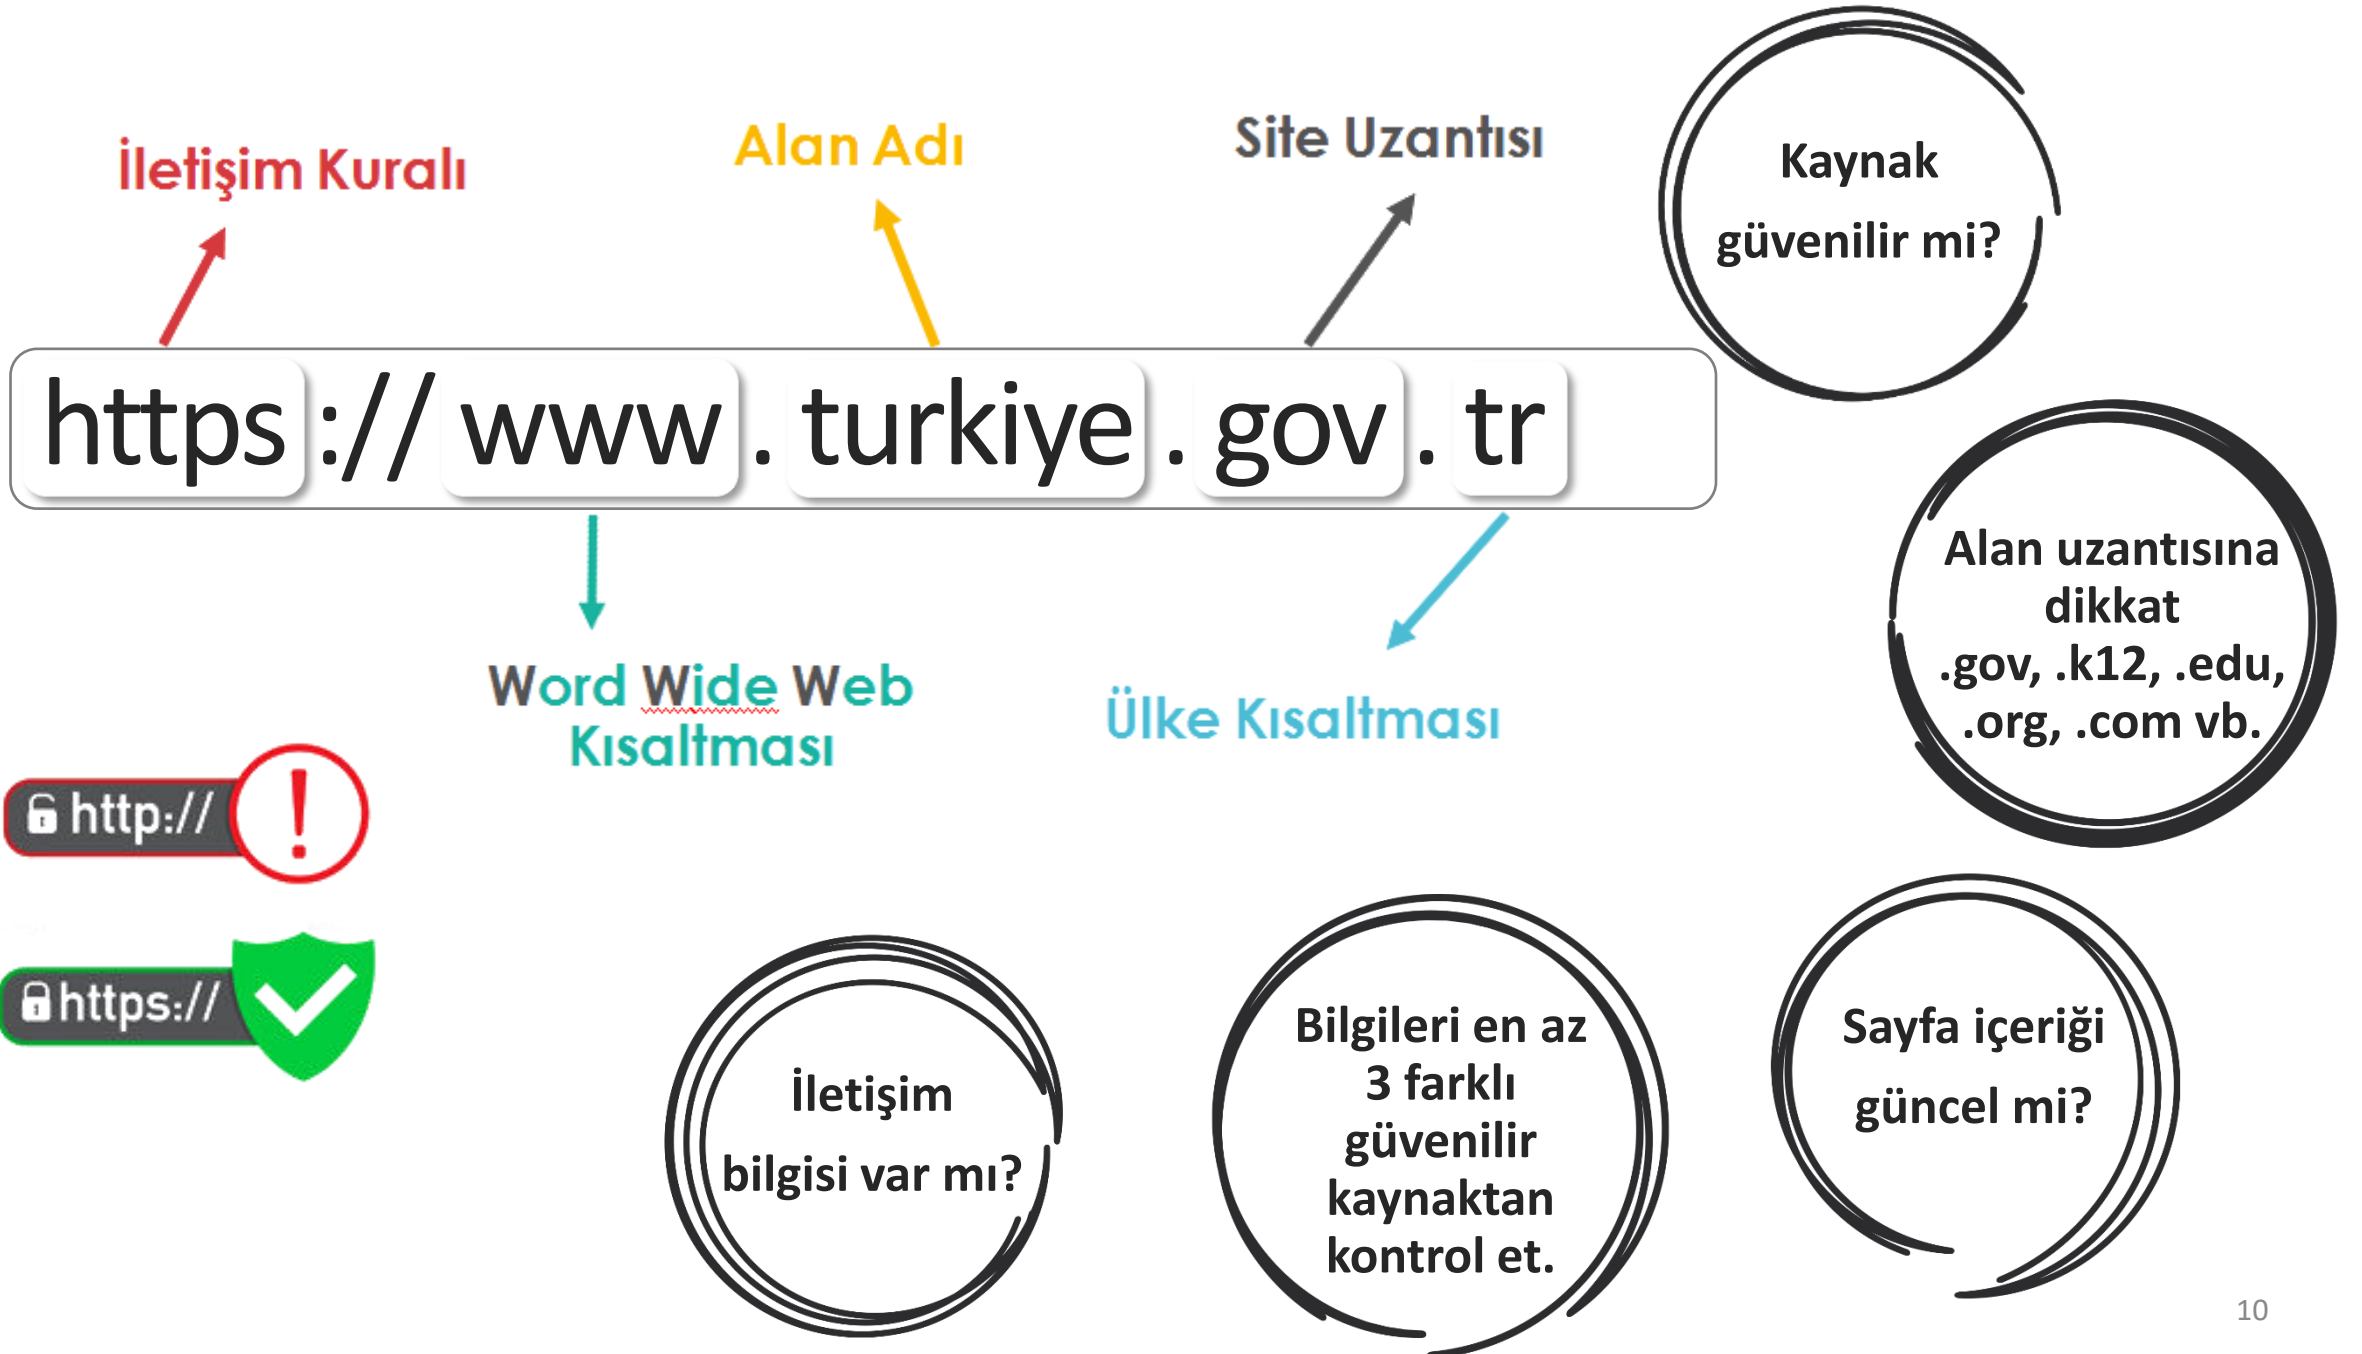 İletişim Kuralı
Alan Adı
Site Uzantısı
https://www.turkiye.gov.tr
Word Wide Web
Kısaltması
Ülke Kısaltması
http://
!
https://
Kaynak
güvenilir mi?
Alan uzantısına
dikkat
.gov, .k12, .edu,
.org, .com vb.
İletişim
bilgisi var mı?
Bilgileri en az
3 farklı
güvenilir
kaynaktan
kontrol et.
Sayfa içeriği
güncel mi?
10